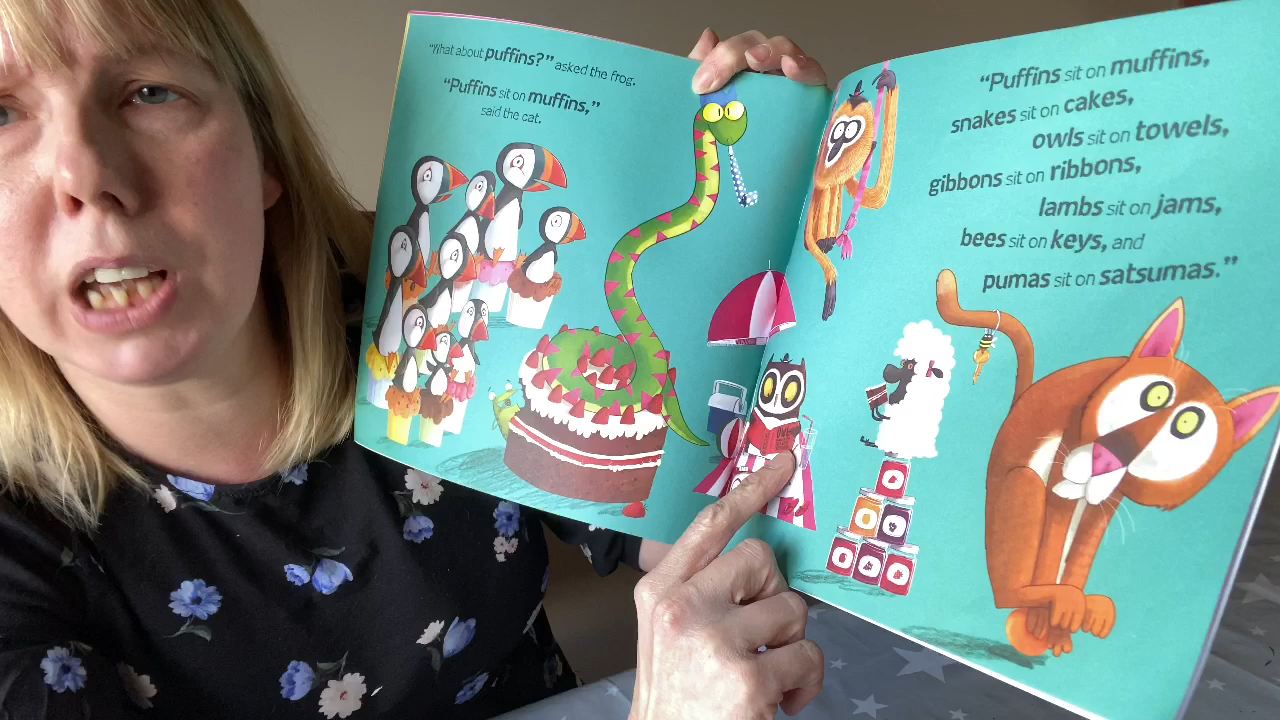 "What about puffins?" asked the frog.
"Puffins sit on muffins,"
said the cat.
"Puffins sit on muffins,
snakes sit on cakes,
owls sit on towels,
gibbons sit on ribbons,
lambs sit on jams,
bees sit on keys, and
pumas sit on satsumas."